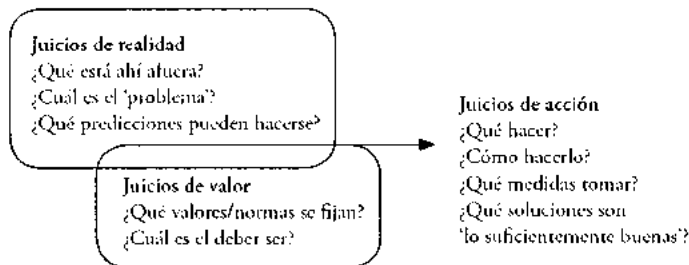 Juicios de realidad
¿Qué está ahí afuera?
¿Cuál es el 'problema'?
¿Qué predicciones pueden hacerse?
Juicios de valor
¿Qué valores/normas se fijan?
¿Cuál es el deber ser?
Juicios de acción
¿Qué hacer?
¿Cómo hacerlo?
¿Qué medidas tomar?
¿Qué soluciones son
'lo suficientemente buenas'?